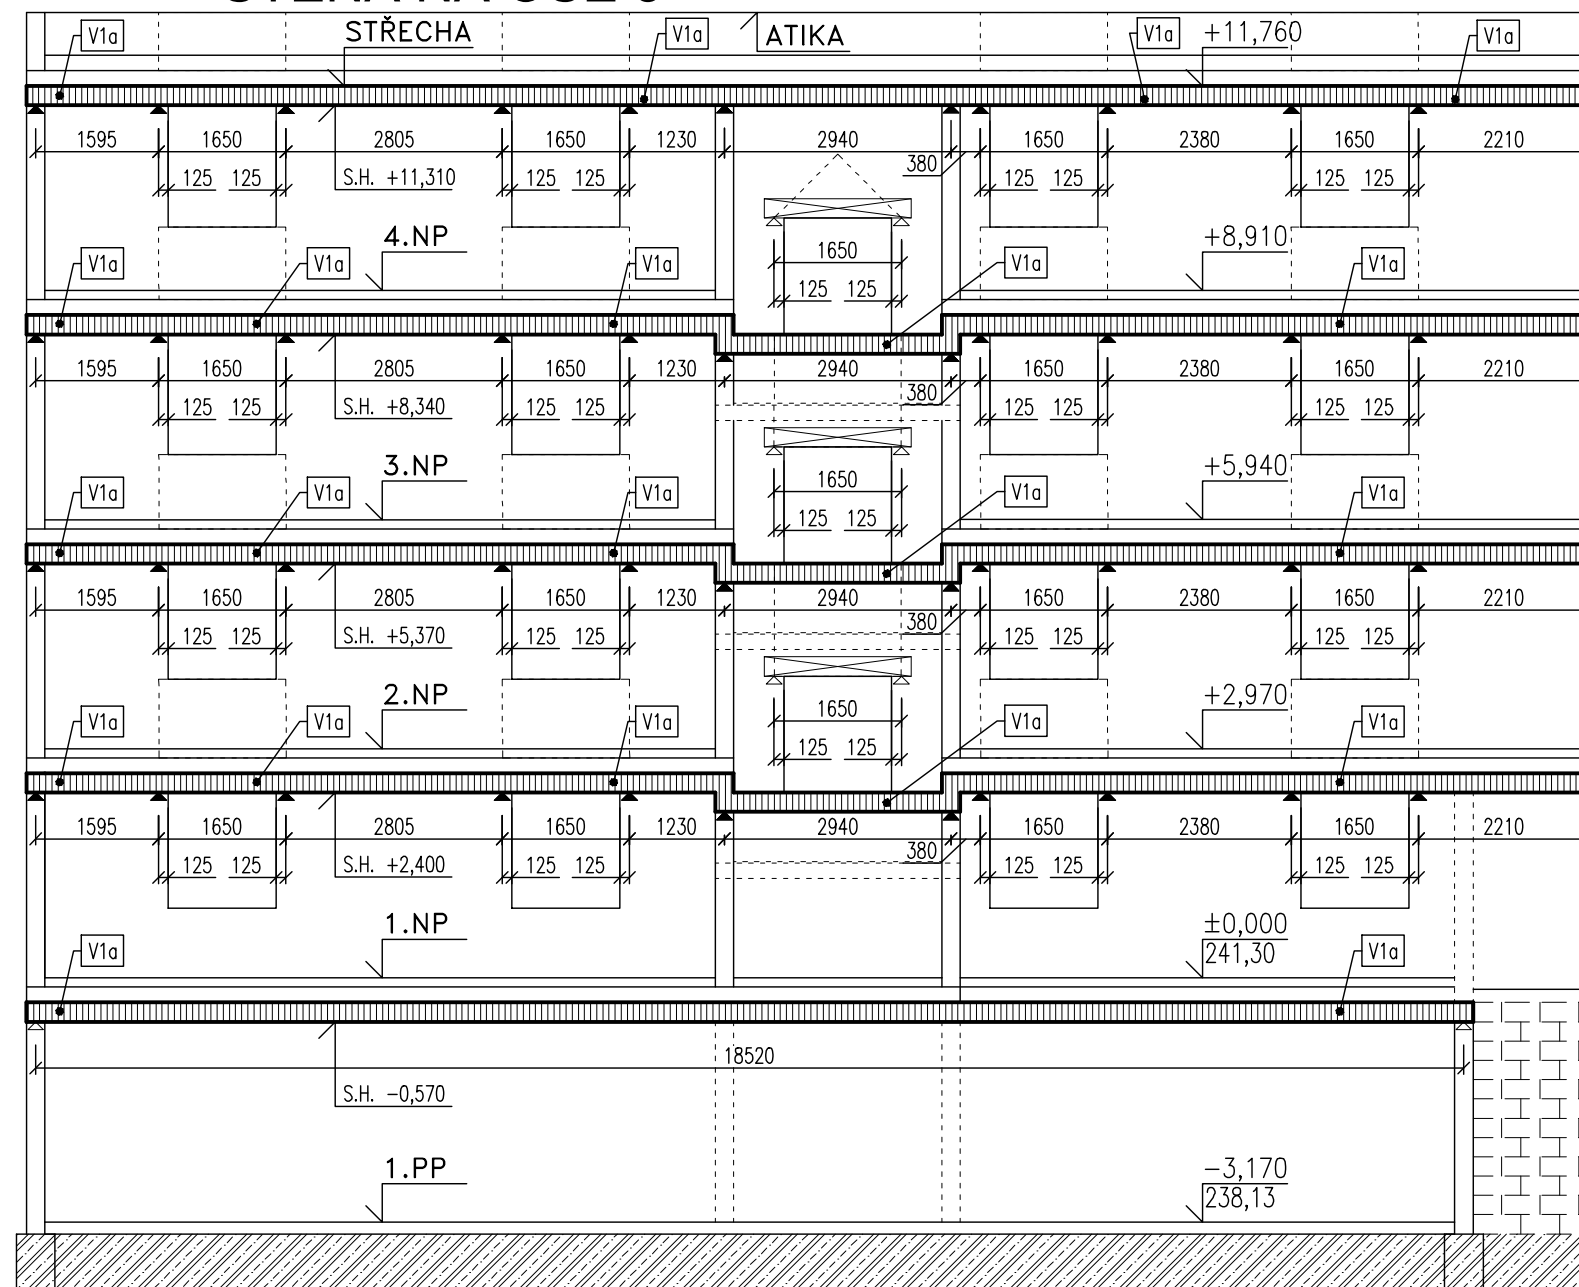 V1a STŘECHA V1a ATIKA V1a +11,760 V1a
1595 1650 2805 1650 1230 2940 380 1650 2380 1650 2210
125 125 S.H. +11,310 125 125 125 125 125 125
4.NP +8,910
V1a V1a V1a 1650 V1a V1a
125 125
1595 1650 2805 1650 1230 2940 380 1650 2380 1650 2210
125 125 S.H. +8,340 125 125 125 125 125 125
3.NP +5,940
V1a V1a V1a 1650 V1a V1a
125 125
1595 1650 2805 1650 1230 2940 380 1650 2380 1650 2210
125 125 S.H. +5,370 125 125 125 125 125 125
2.NP +2,970
V1a V1a V1a 1650 V1a V1a
125 125
1595 1650 2805 1650 1230 2940 380 1650 2380 1650 2210
125 125 S.H. +2,400 125 125 125 125 125 125
1.NP ±0,000
V1a 241,30 V1a
18520
S.H. −0,570
1.PP −3,170
238,13